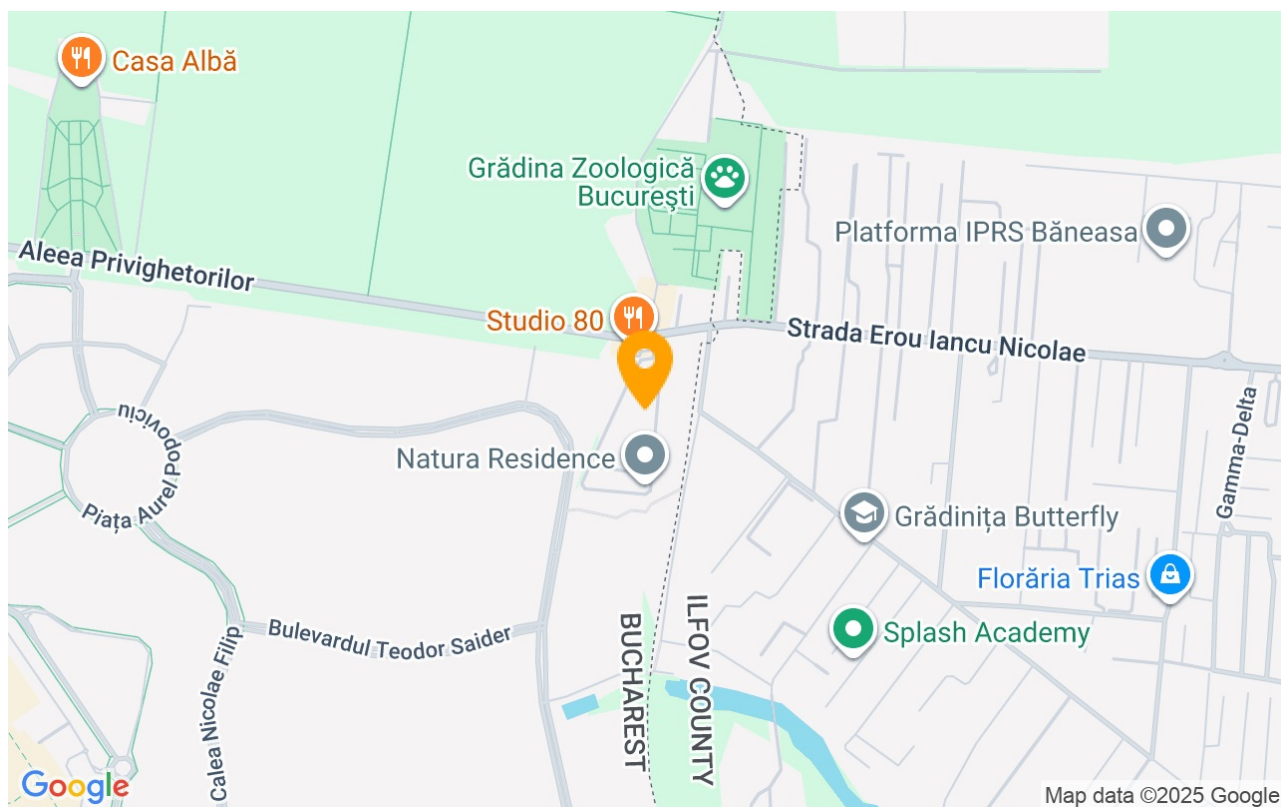 Casa Albă
Grădina Zoologică
București
Platforma IPRS Băneasa
Aleea Privighetorilor
Studio 80
Strada Erou Iancu Nicolae
Piața Aurel Popoviciu
Natura Residence
Gamma-Delta
Grădinița Butterfly
Florăria Trias
Bulevardul Teodor Saider
Splash Academy
Calea Nicolae Filip
BUCHAREST
ILFOV COUNTY
Google
Map data ©2025 Google